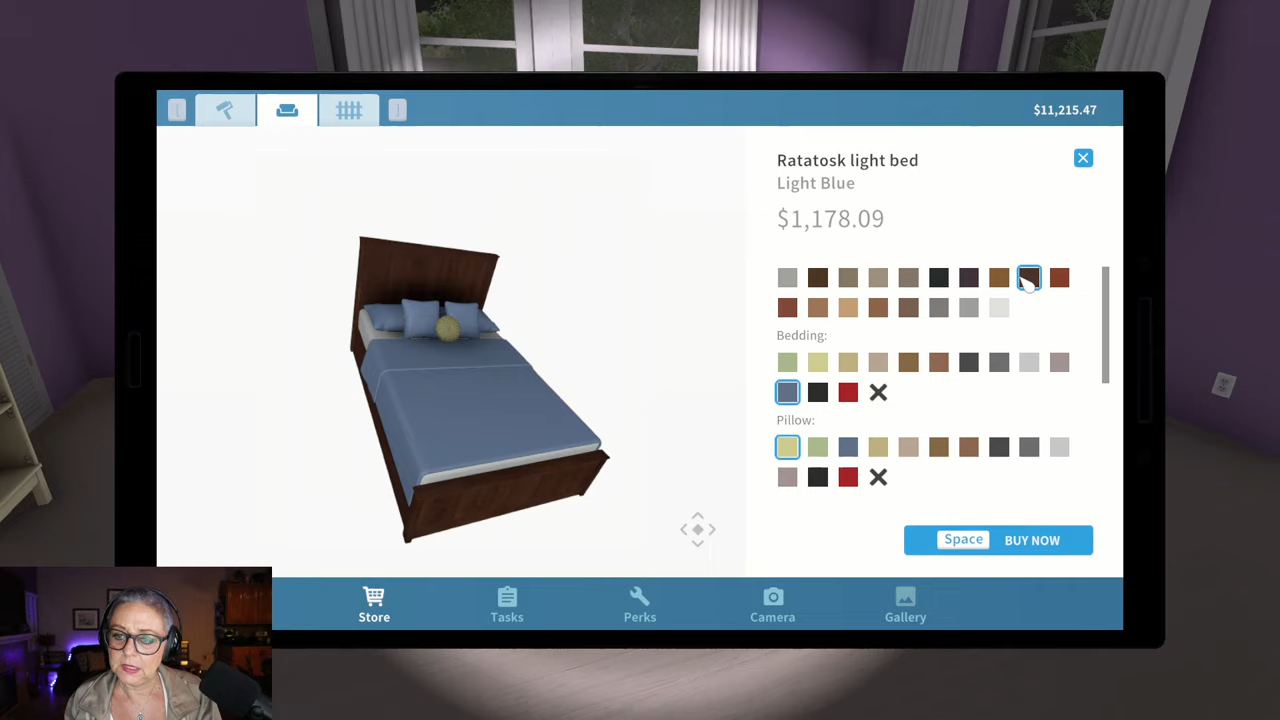 $11,215.47
Ratatosk light bed
Light Blue
$1,178.09
Bedding:
Pillow:
Space BUY NOW
Store Tasks Perks Camera Gallery